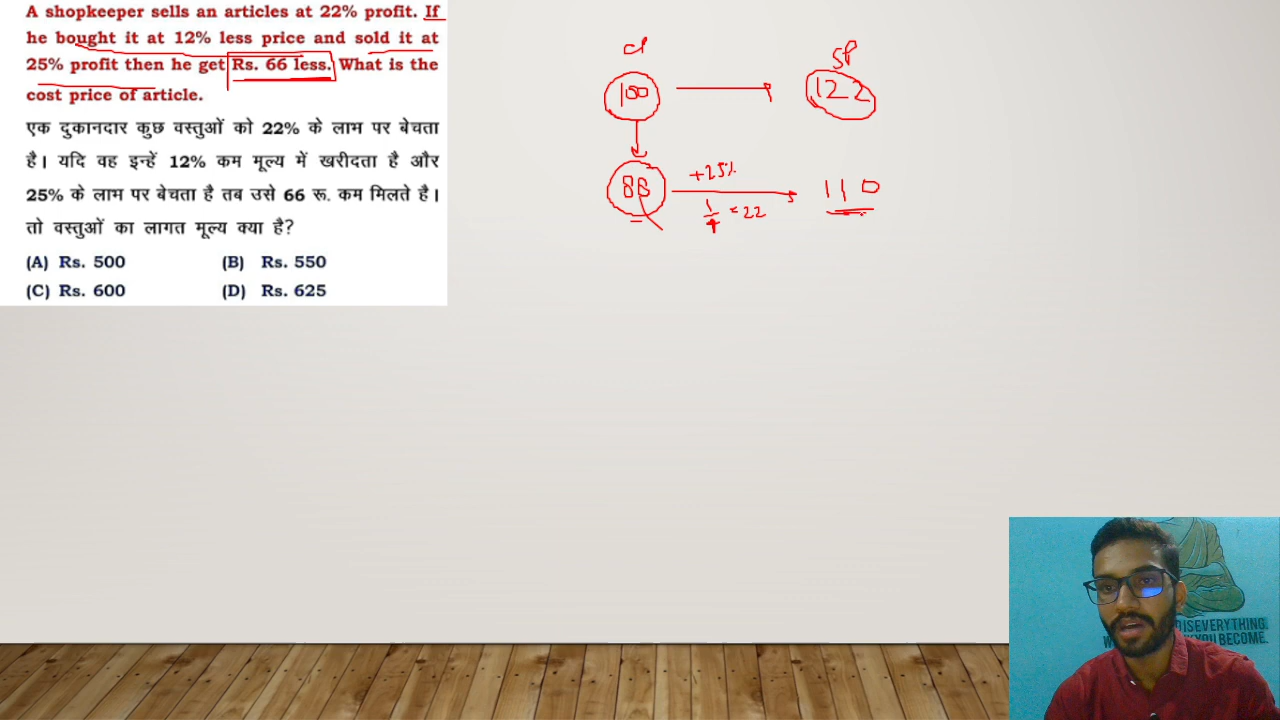 A shopkeeper sells an articles at 22% profit. If
he bought it at 12% less price and sold it at
25% profit then he get Rs. 66 less. What is the
cost price of article.
एक दुकानदार कुछ वस्तुओं को 22% के लाभ पर बेचता
है। यदि वह इन्हें 12% कम मूल्य में खरीदता है और
25% के लाभ पर बेचता है तब उसे 66 रू. कम मिलते है।
तो वस्तुओं का लागत मूल्य क्या है?
(A) Rs. 500 (B) Rs. 550
(C) Rs. 600 (D) Rs. 625
CP SP
100 122
88 +25% 110
1/4 = 22
IS EVERYTHING.
YOU BECOME.